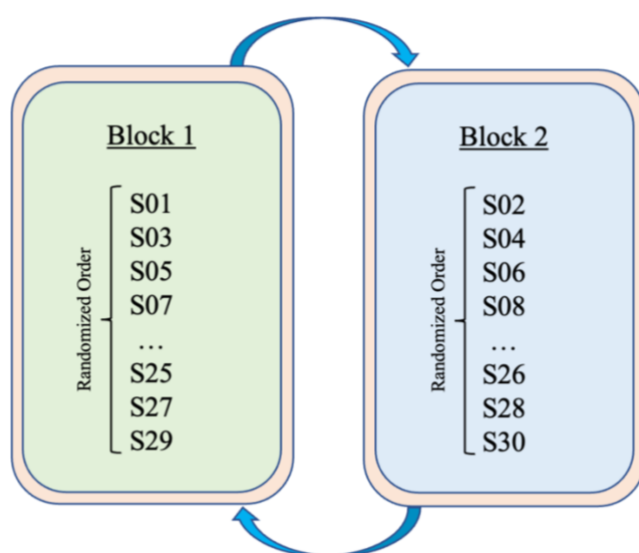 Block 1
Randomized Order
S01
S03
S05
S07
...
S25
S27
S29
Block 2
Randomized Order
S02
S04
S06
S08
...
S26
S28
S30